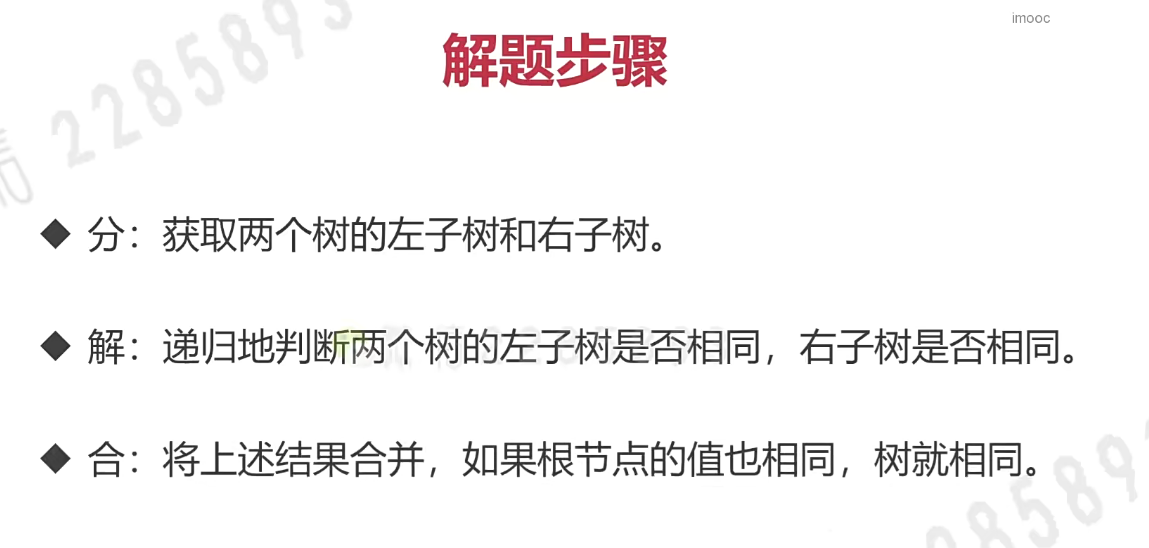 imooc
解题步骤
2285893
◆ 分：获取两个树的左子树和右子树。
◆ 解：递归地判断两个树的左子树是否相同，右子树是否相同。
◆ 合：将上述结果合并，如果根节点的值也相同，树就相同。